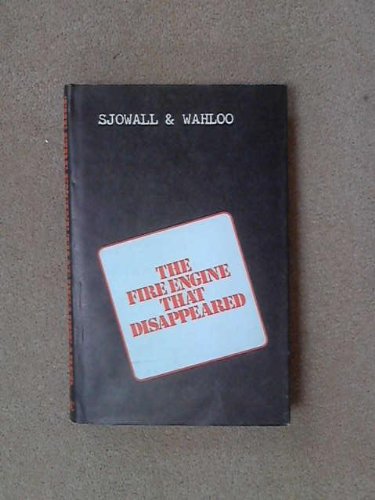 SJOWALL & WAHLOO
THE
FIRE ENGINE
THAT
DISAPPEARED